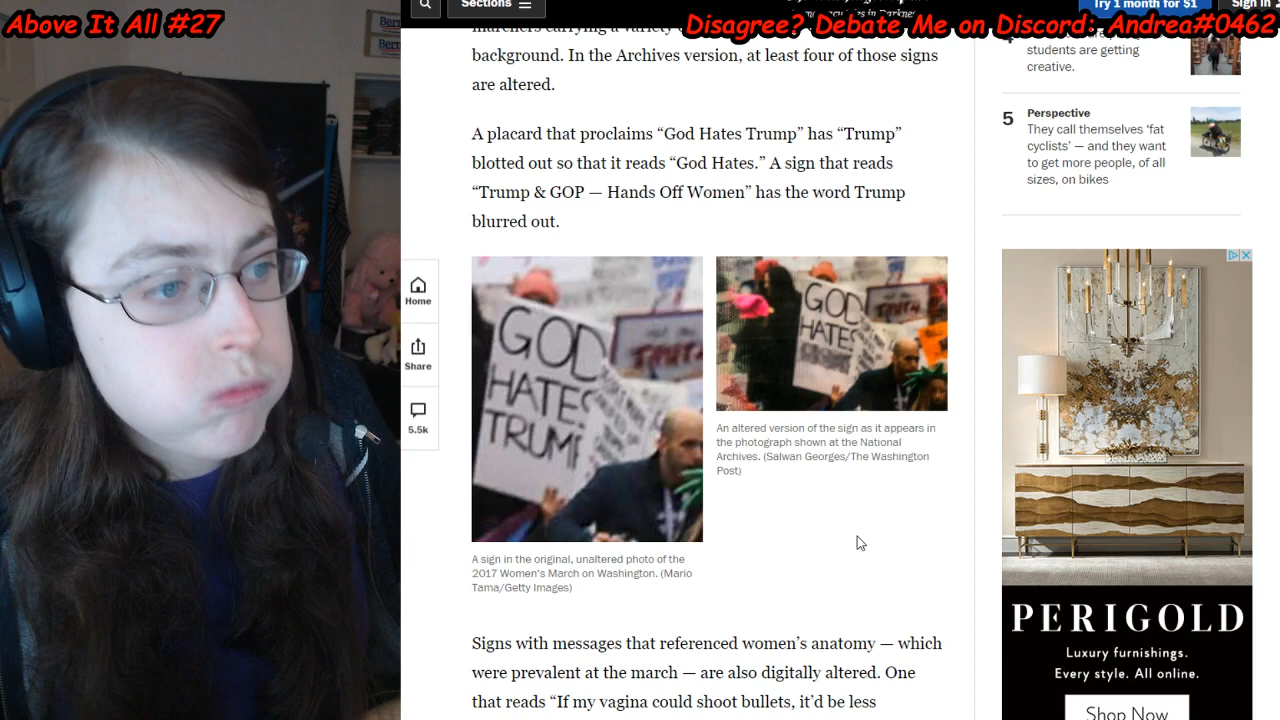 Above It All #27
Disagree? Debate Me on Discord: Andrea#0462
Sections
Try 1 month for $1
Sign In
background. In the Archives version, at least four of those signs
are altered.
A placard that proclaims “God Hates Trump” has “Trump”
blotted out so that it reads “God Hates.” A sign that reads
“Trump & GOP — Hands Off Women” has the word Trump
blurred out.
Home
Share
5.5k
GOD
HATES
TRUMP
GOD
HATES
TRUTH
An altered version of the sign as it appears in
the photograph shown at the National
Archives. (Salwan Georges/The Washington
Post)
A sign in the original, unaltered photo of the
2017 Women's March on Washington. (Mario
Tama/Getty Images)
Signs with messages that referenced women’s anatomy — which
were prevalent at the march — are also digitally altered. One
that reads “If my vagina could shoot bullets, it’d be less
students are getting
creative.
5
Perspective
They call themselves ‘fat
cyclists’ — and they want
to get more people, of all
sizes, on bikes
PERIGOLD
Luxury furnishings.
Every style. All online.
Shop Now